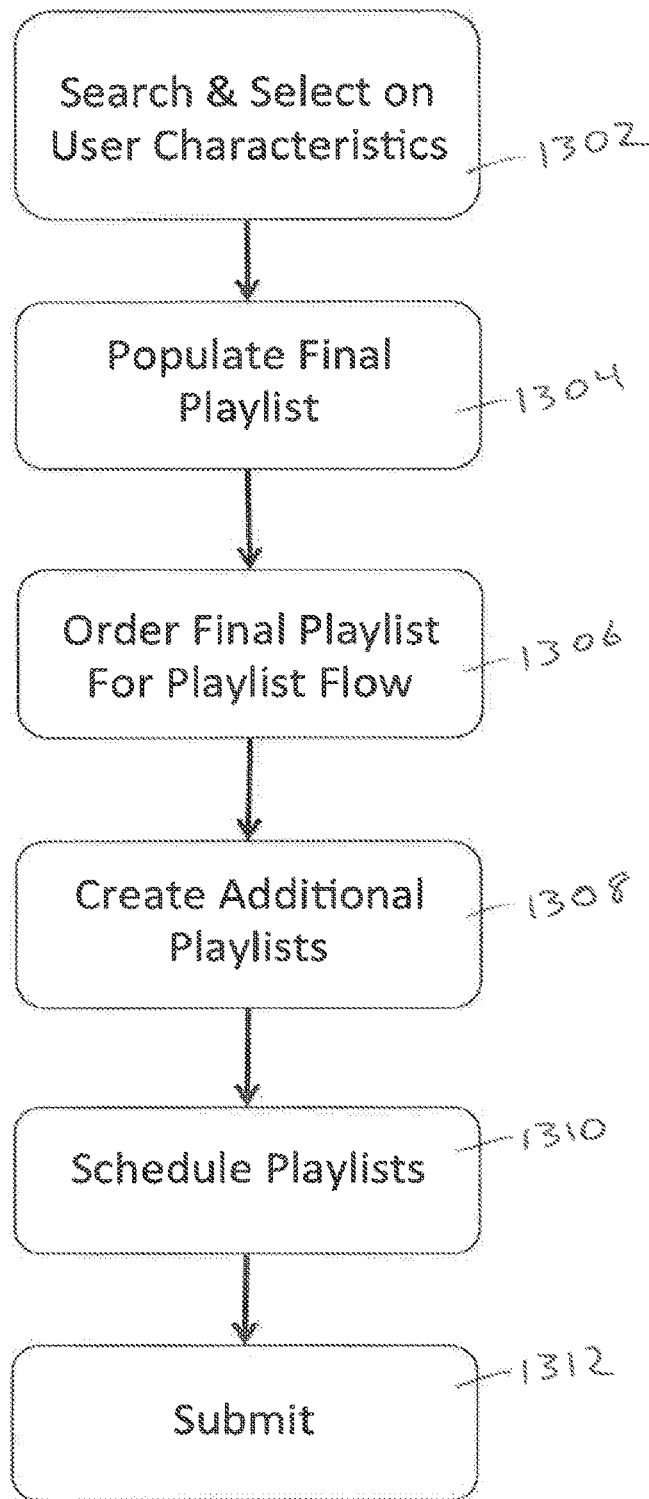 Search & Select on
User Characteristics
1302
Populate Final
Playlist
1304
Order Final Playlist
For Playlist Flow
1306
Create Additional
Playlists
1308
Schedule Playlists
1310
Submit
1312